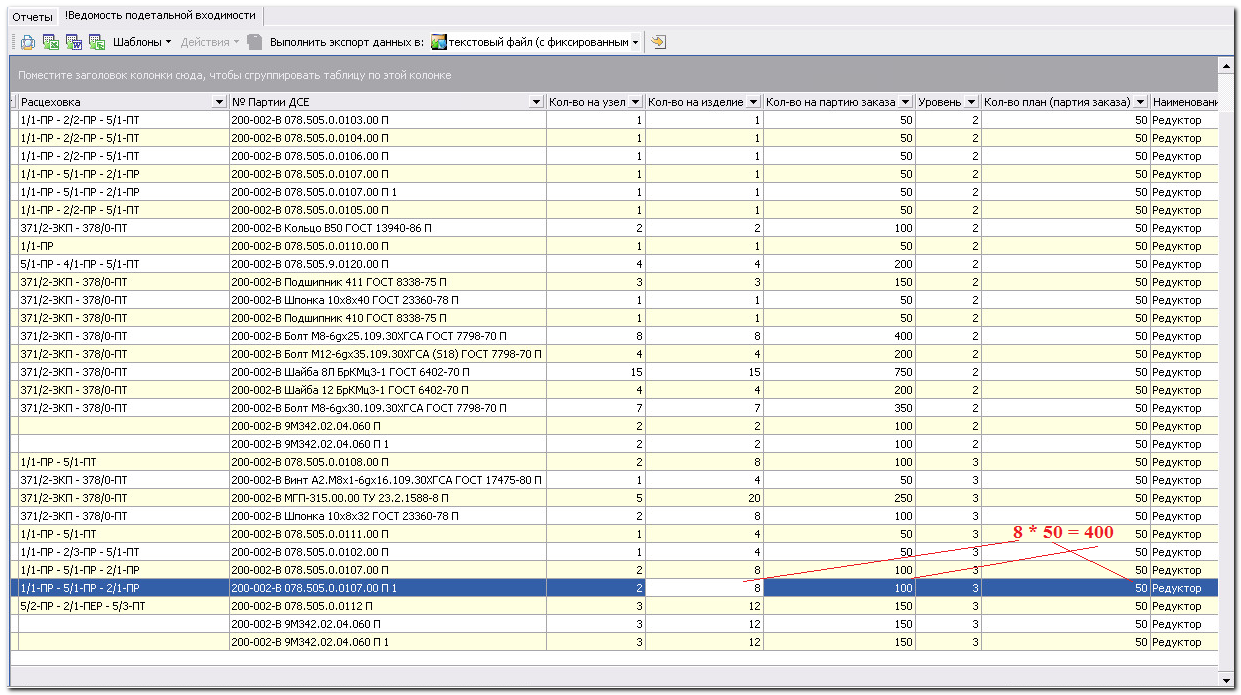 Отчеты !Ведомость подетальной входимости
Шаблоны Действия Выполнить экспорт данных в: текстовый файл (с фиксированным
Поместите заголовок колонки сюда, чтобы сгруппировать таблицу по этой колонке
Расцеховка № Партии ДСЕ Кол-во на узел Кол-во на изделие Кол-во на партию заказа Уровень Кол-во план (партия заказа) Наименовани
1/1-ПР - 2/2-ПР - 5/1-ПТ 200-002-В 078.505.0.0103.00 П 1 1 50 2 50 Редуктор
1/1-ПР - 2/2-ПР - 5/1-ПТ 200-002-В 078.505.0.0104.00 П 1 1 50 2 50 Редуктор
1/1-ПР - 2/2-ПР - 5/1-ПТ 200-002-В 078.505.0.0106.00 П 1 1 50 2 50 Редуктор
1/1-ПР - 5/1-ПР - 2/1-ПР 200-002-В 078.505.0.0107.00 П 1 1 50 2 50 Редуктор
1/1-ПР - 5/1-ПР - 2/1-ПР 200-002-В 078.505.0.0107.00 П 1 1 1 50 2 50 Редуктор
1/1-ПР - 2/2-ПР - 5/1-ПТ 200-002-В 078.505.0.0105.00 П 1 1 50 2 50 Редуктор
371/2-ЗКП - 378/0-ПТ 200-002-В Кольцо В50 ГОСТ 13940-86 П 2 2 100 2 50 Редуктор
1/1-ПР 200-002-В 078.505.0.0110.00 П 1 1 50 2 50 Редуктор
5/1-ПР - 4/1-ПР - 5/1-ПТ 200-002-В 078.505.9.0120.00 П 4 4 200 2 50 Редуктор
371/2-ЗКП - 378/0-ПТ 200-002-В Подшипник 411 ГОСТ 8338-75 П 3 3 150 2 50 Редуктор
371/2-ЗКП - 378/0-ПТ 200-002-В Шпонка 10х8х40 ГОСТ 23360-78 П 1 1 50 2 50 Редуктор
371/2-ЗКП - 378/0-ПТ 200-002-В Подшипник 410 ГОСТ 8338-75 П 1 1 50 2 50 Редуктор
371/2-ЗКП - 378/0-ПТ 200-002-В Болт М8-6gх25.109.30ХГСА ГОСТ 7798-70 П 8 8 400 2 50 Редуктор
371/2-ЗКП - 378/0-ПТ 200-002-В Болт М12-6gх35.109.30ХГСА (S18) ГОСТ 7798-70 П 4 4 200 2 50 Редуктор
371/2-ЗКП - 378/0-ПТ 200-002-В Шайба 8Л БрКМц3-1 ГОСТ 6402-70 П 15 15 750 2 50 Редуктор
371/2-ЗКП - 378/0-ПТ 200-002-В Шайба 12 БрКМц3-1 ГОСТ 6402-70 П 4 4 200 2 50 Редуктор
371/2-ЗКП - 378/0-ПТ 200-002-В Болт М8-6gх30.109.30ХГСА ГОСТ 7798-70 П 7 7 350 2 50 Редуктор
200-002-В 9М342.02.04.060 П 2 2 100 2 50 Редуктор
200-002-В 9М342.02.04.060 П 1 2 2 100 2 50 Редуктор
1/1-ПР - 5/1-ПТ 200-002-В 078.505.0.0108.00 П 2 8 100 3 50 Редуктор
371/2-ЗКП - 378/0-ПТ 200-002-В Винт А2.М8х1-6gх16.109.30ХГСА ГОСТ 17475-80 П 1 4 50 3 50 Редуктор
371/2-ЗКП - 378/0-ПТ 200-002-В МГП-315.00.00 ТУ 23.2.1588-8 П 5 20 250 3 50 Редуктор
371/2-ЗКП - 378/0-ПТ 200-002-В Шпонка 10х8х32 ГОСТ 23360-78 П 2 8 100 3 50 Редуктор
1/1-ПР - 5/1-ПТ 200-002-В 078.505.0.0111.00 П 1 4 50 3 50 Редуктор
8 * 50 = 400
1/1-ПР - 2/3-ПР - 5/1-ПТ 200-002-В 078.505.0.0102.00 П 1 4 50 3 50 Редуктор
1/1-ПР - 5/1-ПР - 2/1-ПР 200-002-В 078.505.0.0107.00 П 2 8 100 3 50 Редуктор
1/1-ПР - 5/1-ПР - 2/1-ПР 200-002-В 078.505.0.0107.00 П 1 2 8 100 3 50 Редуктор
5/2-ПР - 2/1-ПЕР - 5/3-ПТ 200-002-В 078.505.0.0112 П 3 12 150 3 50 Редуктор
200-002-В 9М342.02.04.060 П 3 12 150 3 50 Редуктор
200-002-В 9М342.02.04.060 П 1 3 12 150 3 50 Редуктор